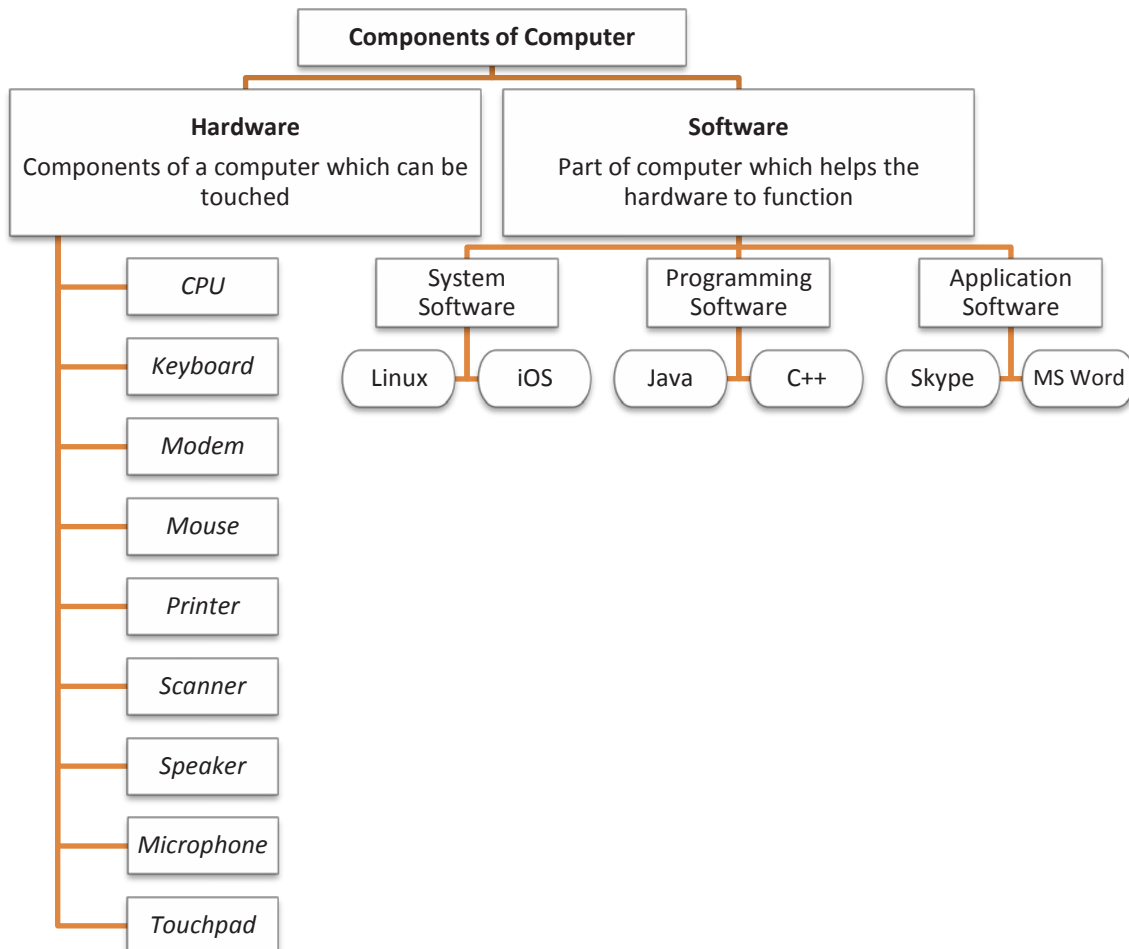 Components of Computer
Hardware
Components of a computer which can be
touched
Software
Part of computer which helps the
hardware to function
CPU
Keyboard
Modem
Mouse
Printer
Scanner
Speaker
Microphone
Touchpad
System
Software
Linux
iOS
Programming
Software
Java
C++
Application
Software
Skype
MS Word